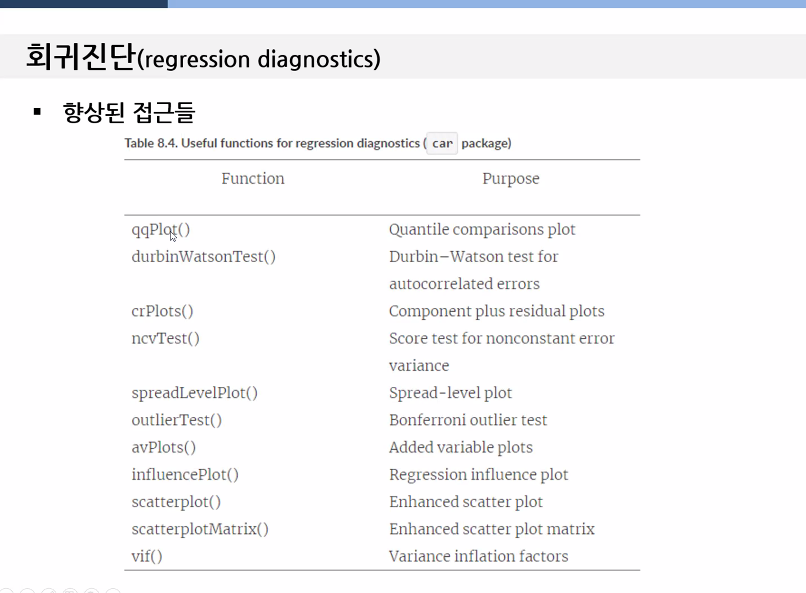 회귀진단(regression diagnostics)
▪ 향상된 접근들
Table 8.4. Useful functions for regression diagnostics ( car package)
Function Purpose
qqPlot() Quantile comparisons plot
durbinWatsonTest() Durbin–Watson test for
autocorrelated errors
crPlots() Component plus residual plots
ncvTest() Score test for nonconstant error
variance
spreadLevelPlot() Spread-level plot
outlierTest() Bonferroni outlier test
avPlots() Added variable plots
influencePlot() Regression influence plot
scatterplot() Enhanced scatter plot
scatterplotMatrix() Enhanced scatter plot matrix
vif() Variance inflation factors